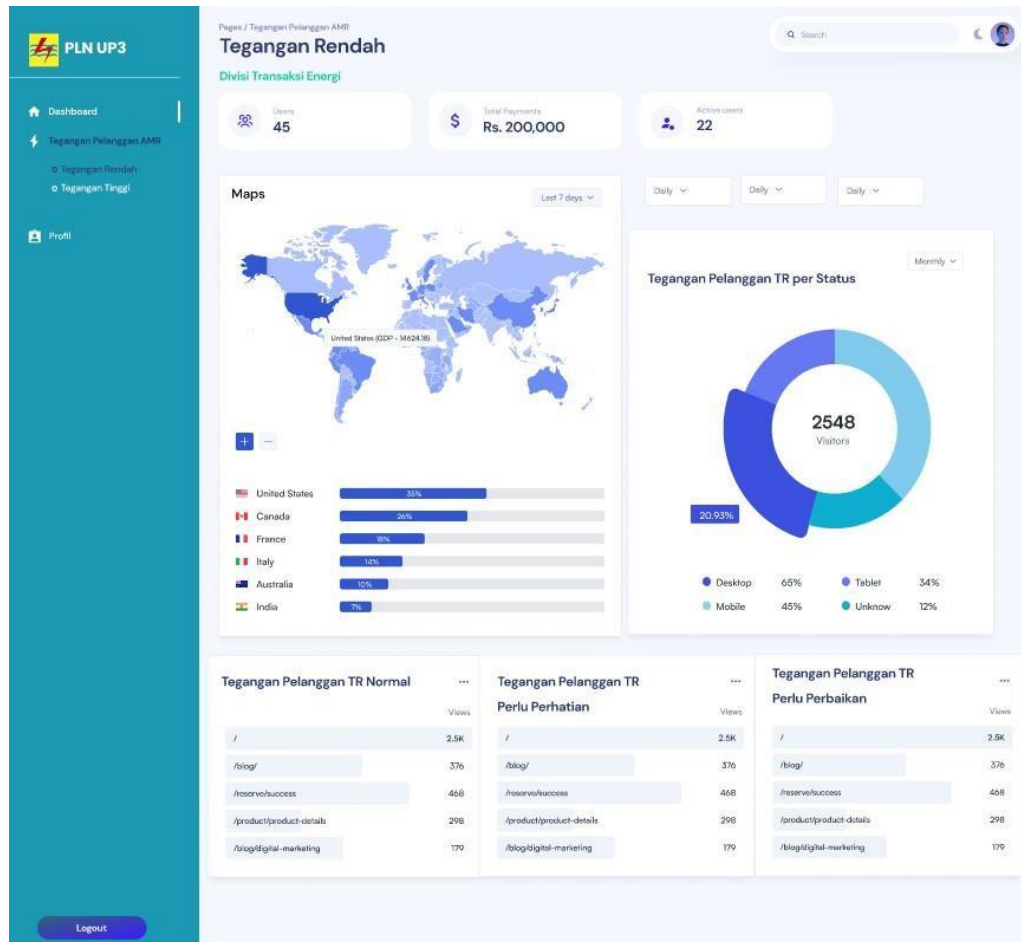 PLN UP3
Dashboard
Tegangan Pelanggan AMR
Tegangan Rendah
Tegangan Tinggi
Profil
Logout
Pages / Tegangan Pelanggan AMR
Tegangan Rendah
Divisi Transaksi Energi
Search
Users
45
Total Payments
Rs. 200,000
Active users
22
Maps
Last 7 days
United States (GDP - 14624.18)
+
-
United States 35%
Canada 26%
France 18%
Italy 14%
Australia 10%
India 7%
Daily
Daily
Daily
Monthly
Tegangan Pelanggan TR per Status
2548
Visitors
20.93%
Desktop 65%
Tablet 34%
Mobile 45%
Unknow 12%
Tegangan Pelanggan TR Normal
Views
/ 2.5K
/blog/ 376
/reserve/success 468
/product/product-details 298
/blog/digital-marketing 179
Tegangan Pelanggan TR
Perlu Perhatian
Views
/ 2.5K
/blog/ 376
/reserve/success 468
/product/product-details 298
/blog/digital-marketing 179
Tegangan Pelanggan TR
Perlu Perbaikan
Views
/ 2.5K
/blog/ 376
/reserve/success 468
/product/product-details 298
/blog/digital-marketing 179